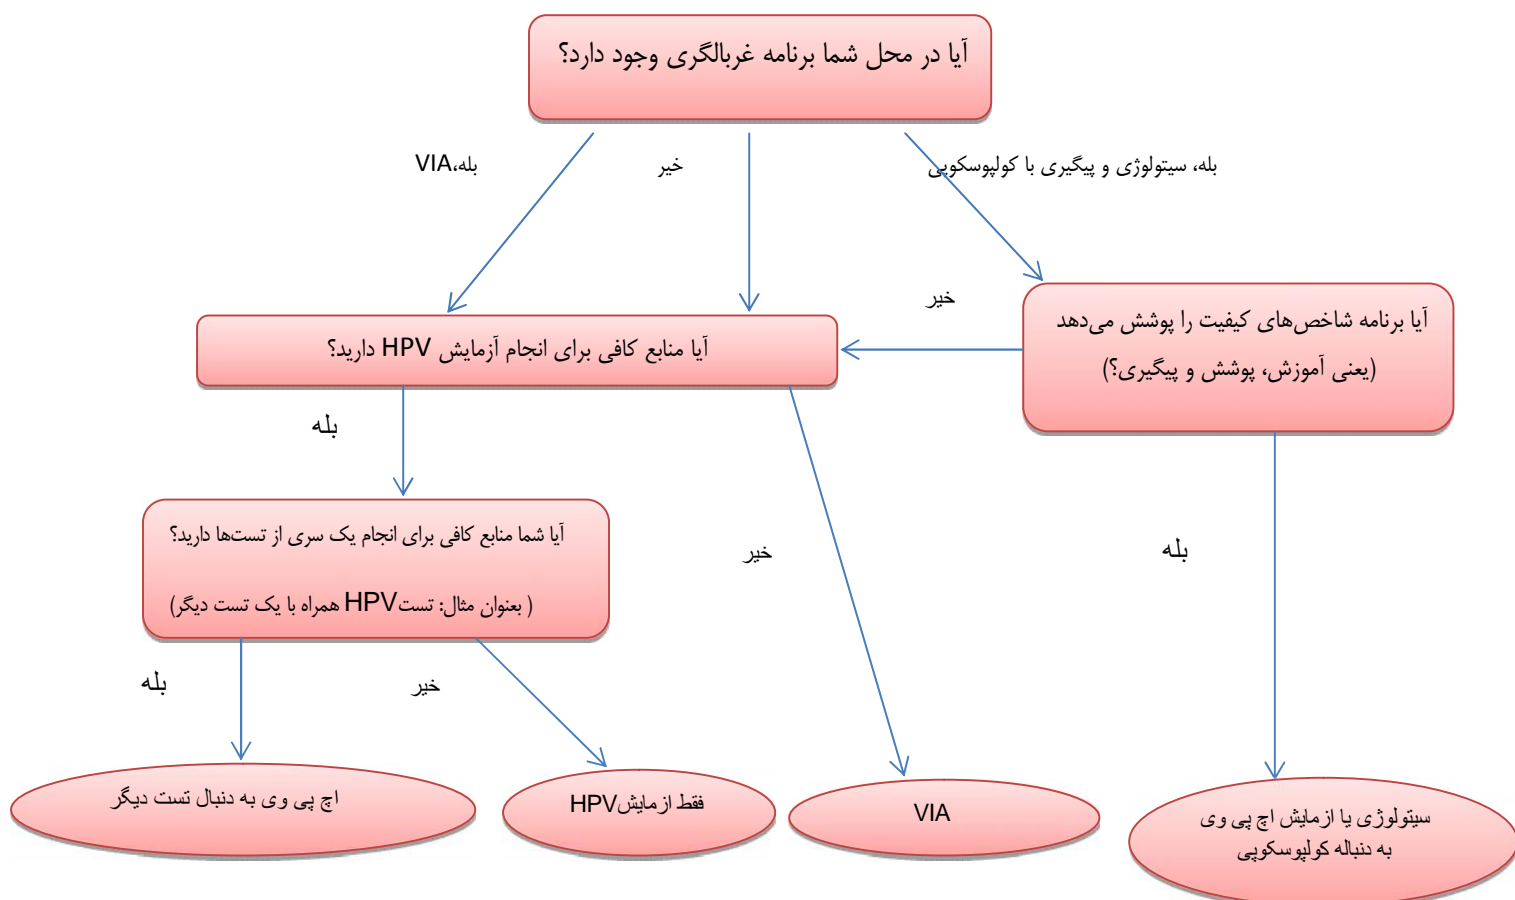 آیا در محل شما برنامه غربالگری وجود دارد؟
بله، سیتولوژی و پیگیری با کولپوسکوپی
خیر
بله،VIA
آیا برنامه شاخص‌های کیفیت را پوشش می‌دهد
(یعنی آموزش، پوشش و پیگیری؟)
خیر
آیا منابع کافی برای انجام آزمایش HPV دارید؟
بله
آیا شما منابع کافی برای انجام یک سری از تست‌ها دارید؟
( بعنوان مثال: تستHPV همراه با یک تست دیگر)
بله
خیر
خیر
بله
سیتولوژی یا ازمایش اچ پی وی
به دنباله کولپوسکوپی
VIA
فقط ازمایشHPV
اچ پی وی به دنبال تست دیگر